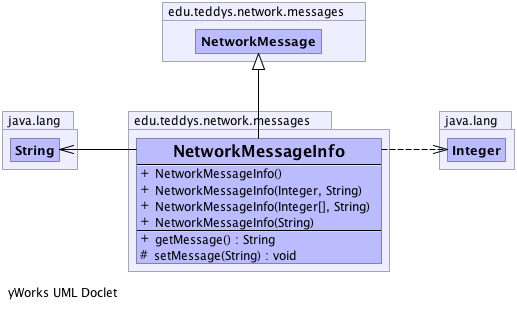 edu.teddys.network.messages
NetworkMessage
java.lang
String
edu.teddys.network.messages
NetworkMessageInfo
+ NetworkMessageInfo()
+ NetworkMessageInfo(Integer, String)
+ NetworkMessageInfo(Integer[], String)
+ NetworkMessageInfo(String)
+ getMessage() : String
# setMessage(String) : void
java.lang
Integer
yWorks UML Doclet